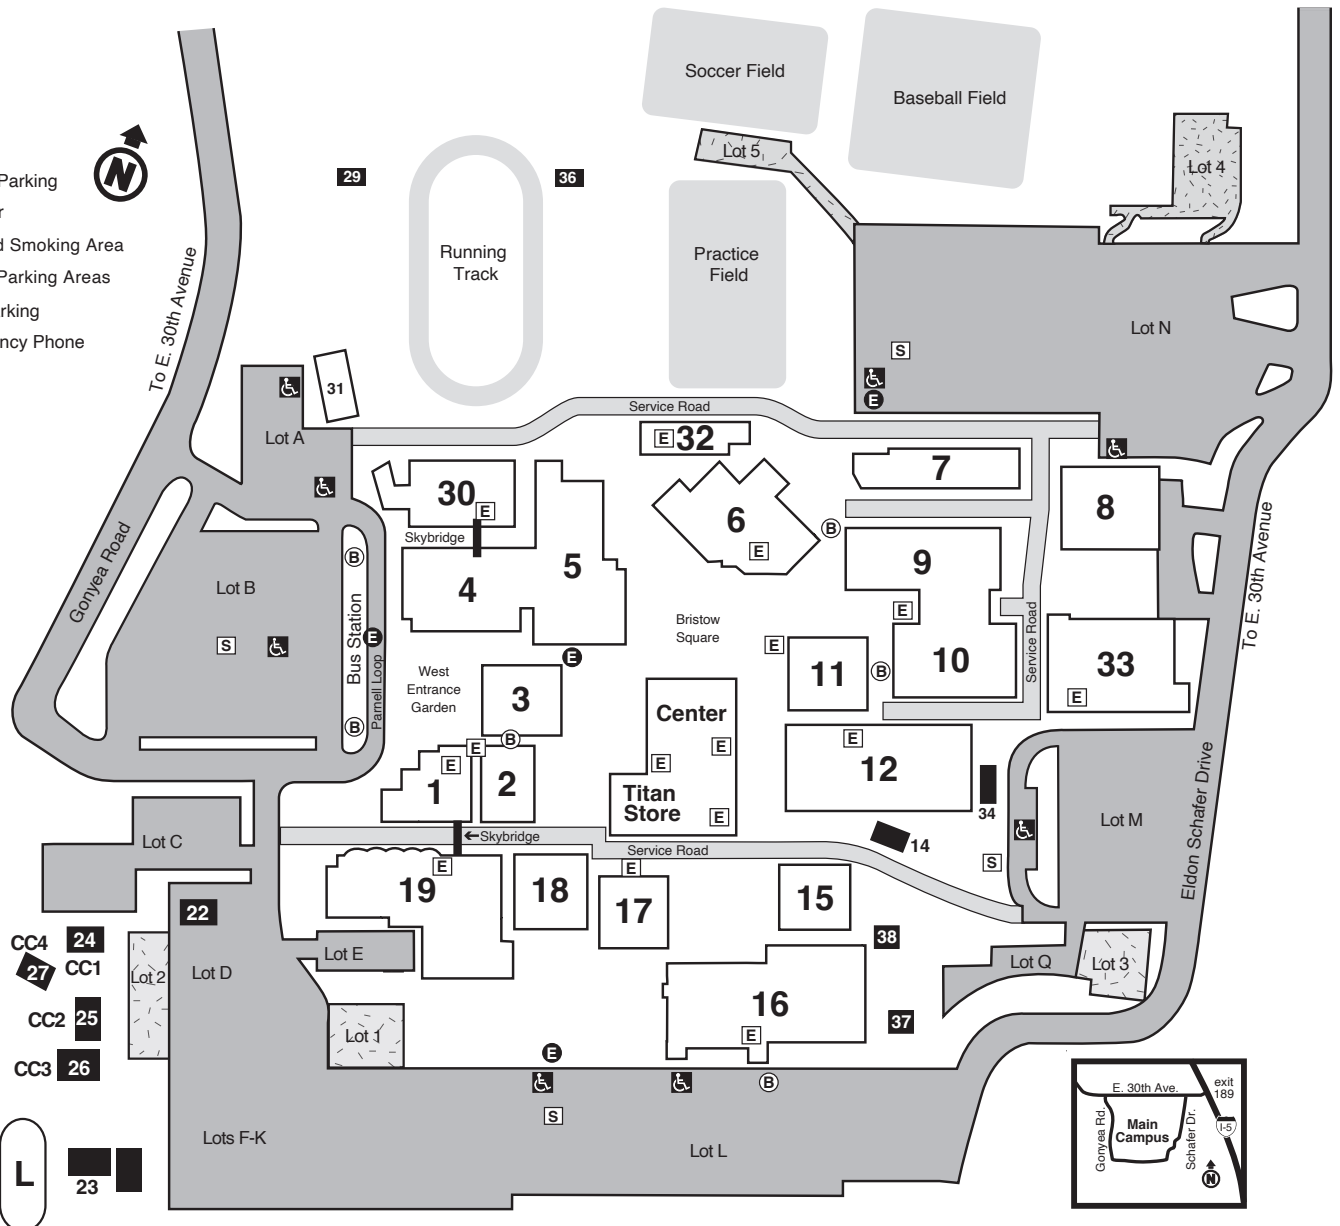 Soccer Field
Baseball Field
Lot 5
Lot 4
N
Parking
r
d Smoking Area
Parking Areas
rking
ncy Phone
29
36
Running
Track
Practice
Field
To E. 30th Avenue
Lot N
S
E
31
Lot A
Service Road
E
32
7
30
E
Skybridge
4
5
6
E
B
8
9
E
10
Gonyea Road
Lot B
S
B
Bus Station
B
E
Parnell Loop
West
Entrance
Garden
E
3
B
Bristow
Square
E
11
B
Service Road
To E. 30th Avenue
33
E
Center
E
E
Titan
Store
E
E
12
34
14
E
E
1
2
Skybridge
Service Road
Lot M
S
Eldon Schafer Drive
Lot C
22
19
E
18
E
17
15
38
CC4
24
27
CC1
Lot 2
Lot D
Lot E
CC2
25
Lot 1
16
E
37
Lot Q
Lot 3
CC3
26
E
B
S
Lots F-K
Lot L
L
23
E. 30th Ave.
exit
189
Gonyea Rd.
Main
Campus
Schafer Dr.
I-5
N